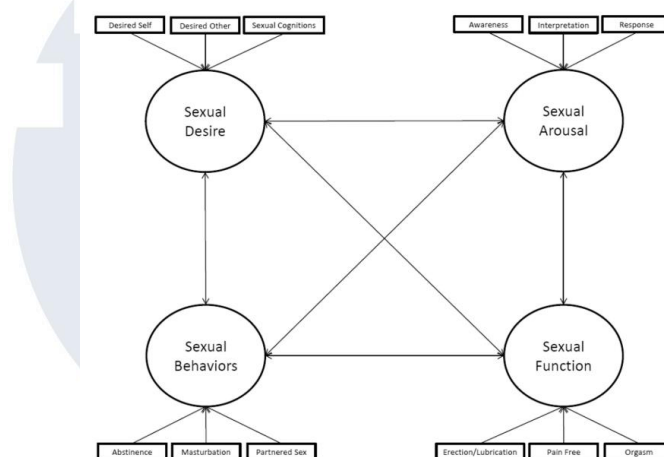 Desired Self
Desired Other
Sexual Cognitions
Awareness
Interpretation
Response
Sexual
Desire
Sexual
Arousal
Sexual
Behaviors
Sexual
Function
Abstinence
Masturbation
Partnered Sex
Erection/Lubrication
Pain Free
Orgasm